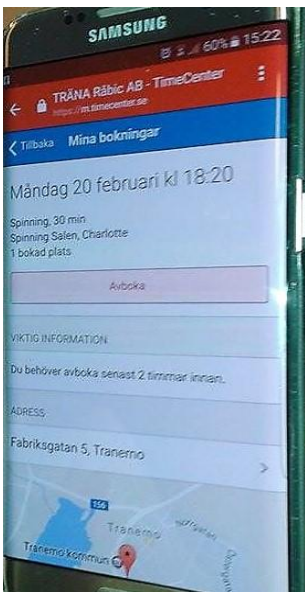 SAMSUNG
60% 15:22
TRÄNA Råbic AB - TimeCenter
https://m.timecenter.se
Tillbaka Mina bokningar
Måndag 20 februari kl 18:20
Spinning, 30 min
Spinning Salen, Charlotte
1 bokad plats
Avboka
VIKTIG INFORMATION
Du behöver avboka senast 2 timmar innan.
ADRESS
Fabriksgatan 5, Tranemo
156
Tranemo
Tranemo kommun